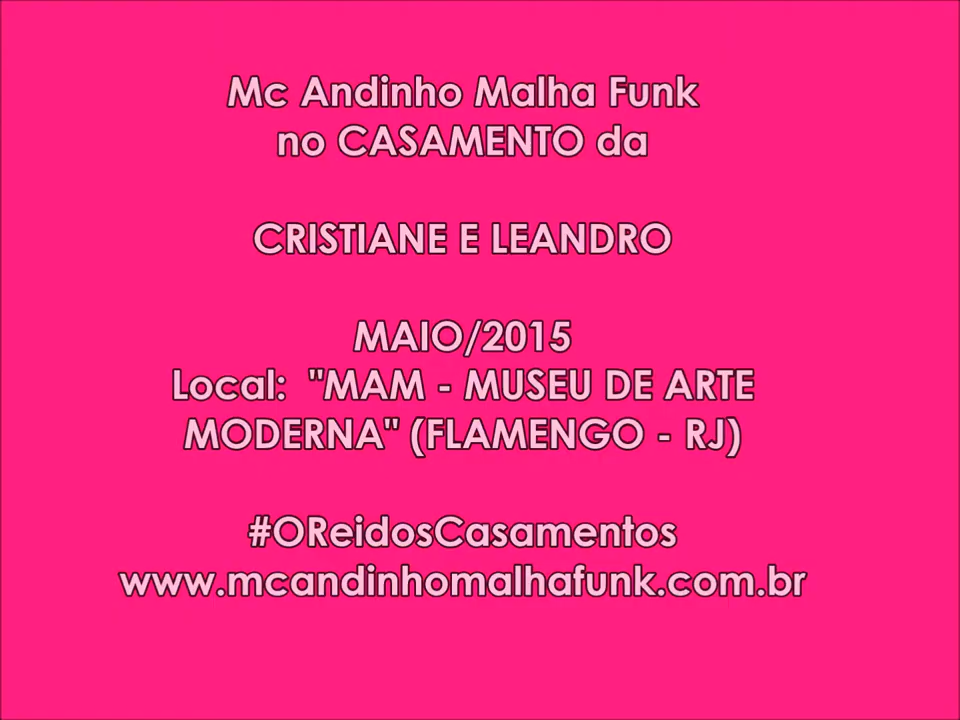 Mc Andinho Malha Funk
no CASAMENTO da
CRISTIANE E LEANDRO
MAIO/2015
Local:  "MAM - MUSEU DE ARTE
MODERNA" (FLAMENGO - RJ)
#OReidosCasamentos
www.mcandinhomalhafunk.com.br